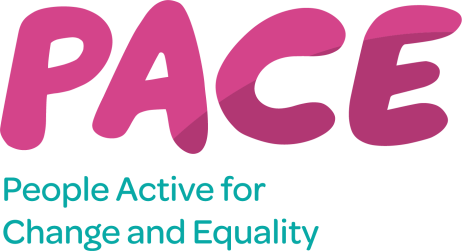 PACE
People Active for
Change and Equality